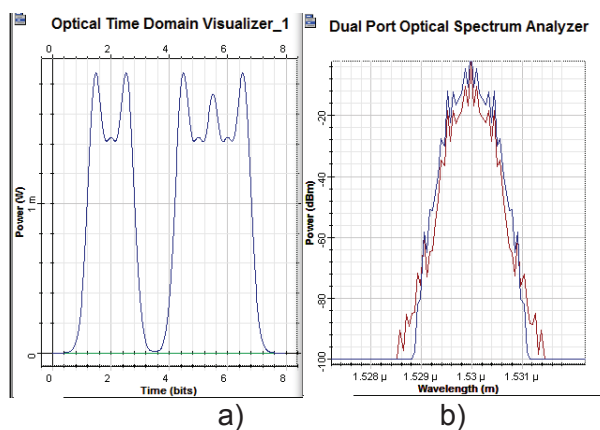 Optical Time Domain Visualizer_1
0 2 4 6 8
Power (W)
1 m
0
0 2 4 6 8
Time (bits)
a)
Dual Port Optical Spectrum Analyzer
Power (dBm)
-20
-40
-60
-80
-100
1.528 µ 1.529 µ 1.53 µ 1.531 µ
Wavelength (m)
b)